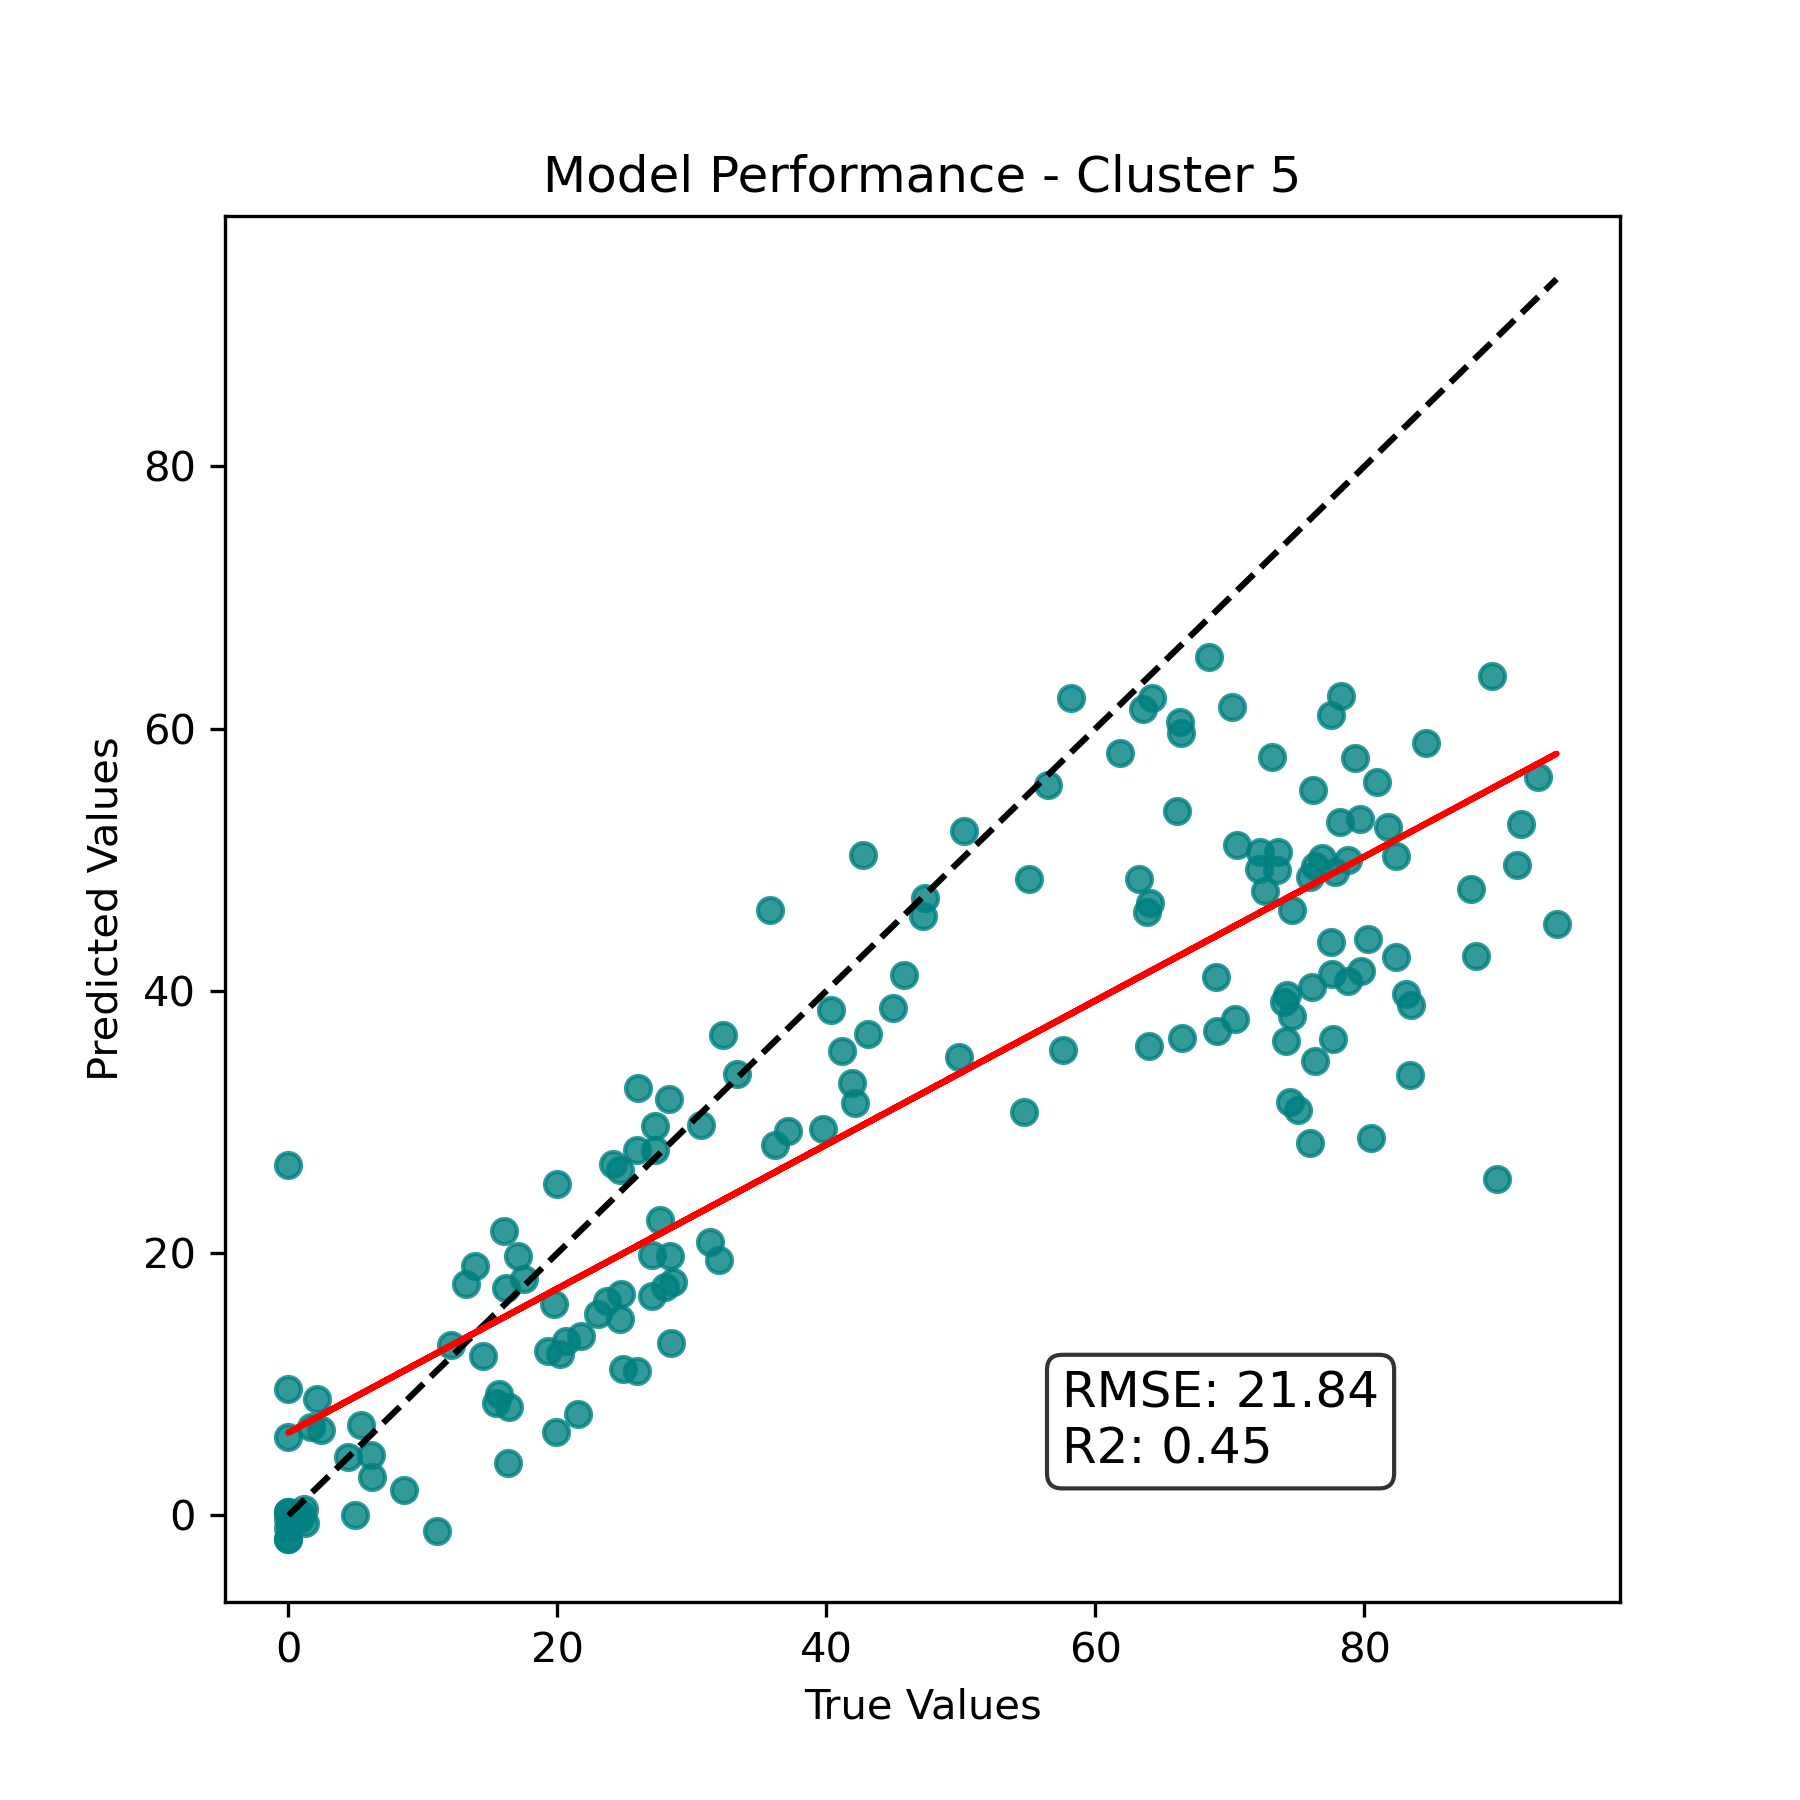 Model Performance - Cluster 5
Predicted Values
80
60
40
20
0
RMSE: 21.84
R2: 0.45
0 20 40 60 80
True Values